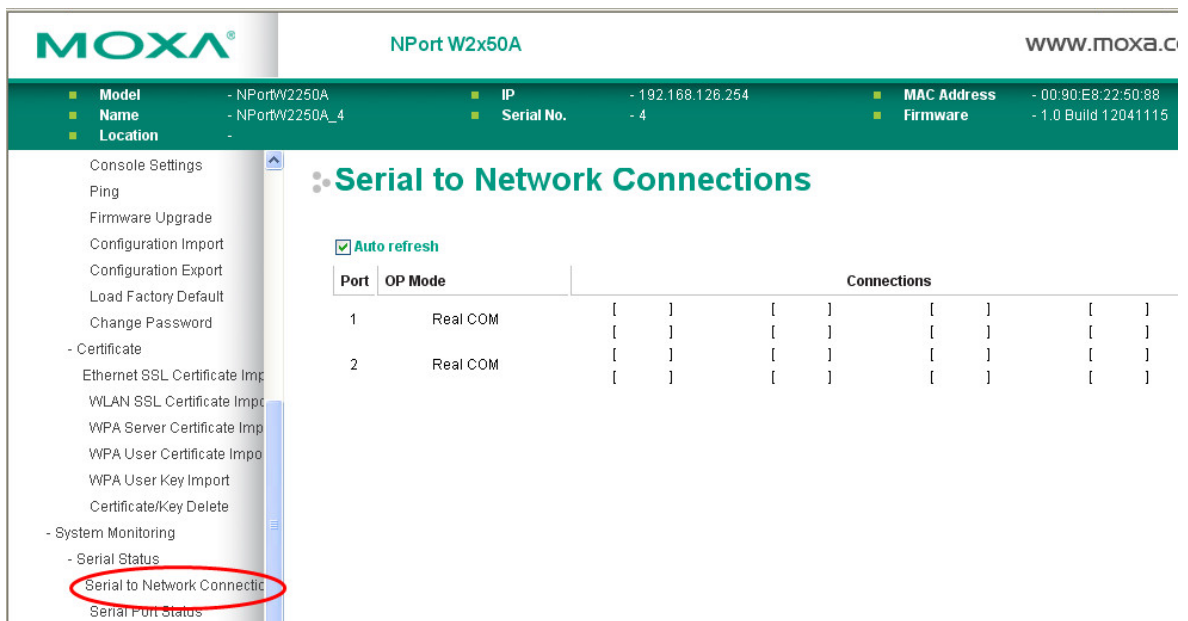 MOXA®
NPort W2x50A
www.moxa.c
Model - NPortW2250A
Name - NPortW2250A_4
Location -
IP - 192.168.126.254
Serial No. - 4
MAC Address - 00:90:E8:22:50:88
Firmware - 1.0 Build 12041115
Console Settings
Ping
Firmware Upgrade
Configuration Import
Configuration Export
Load Factory Default
Change Password
- Certificate
Ethernet SSL Certificate Imp
WLAN SSL Certificate Impo
WPA Server Certificate Imp
WPA User Certificate Impo
WPA User Key Import
Certificate/Key Delete
- System Monitoring
- Serial Status
Serial to Network Connectio
Serial Port Status
Serial to Network Connections
Auto refresh
Port OP Mode Connections
[ ] [ ] [ ] [ ]
1 Real COM
[ ] [ ] [ ] [ ]
[ ] [ ] [ ] [ ]
2 Real COM
[ ] [ ] [ ] [ ]